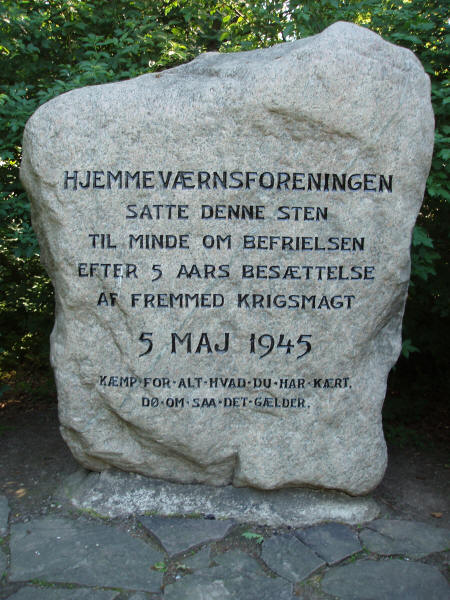 HJEMMEVÆRNSFORENINGEN
SATTE DENNE STEN
TIL MINDE OM BEFRIELSEN
EFTER 5 AARS BESÆTTELSE
AF FREMMED KRIGSMAGT
5 MAJ 1945
KÆMP·FOR·ALT·HVAD·DU·HAR·KÆRT.
DØ·OM·SAA·DET·GÆLDER.